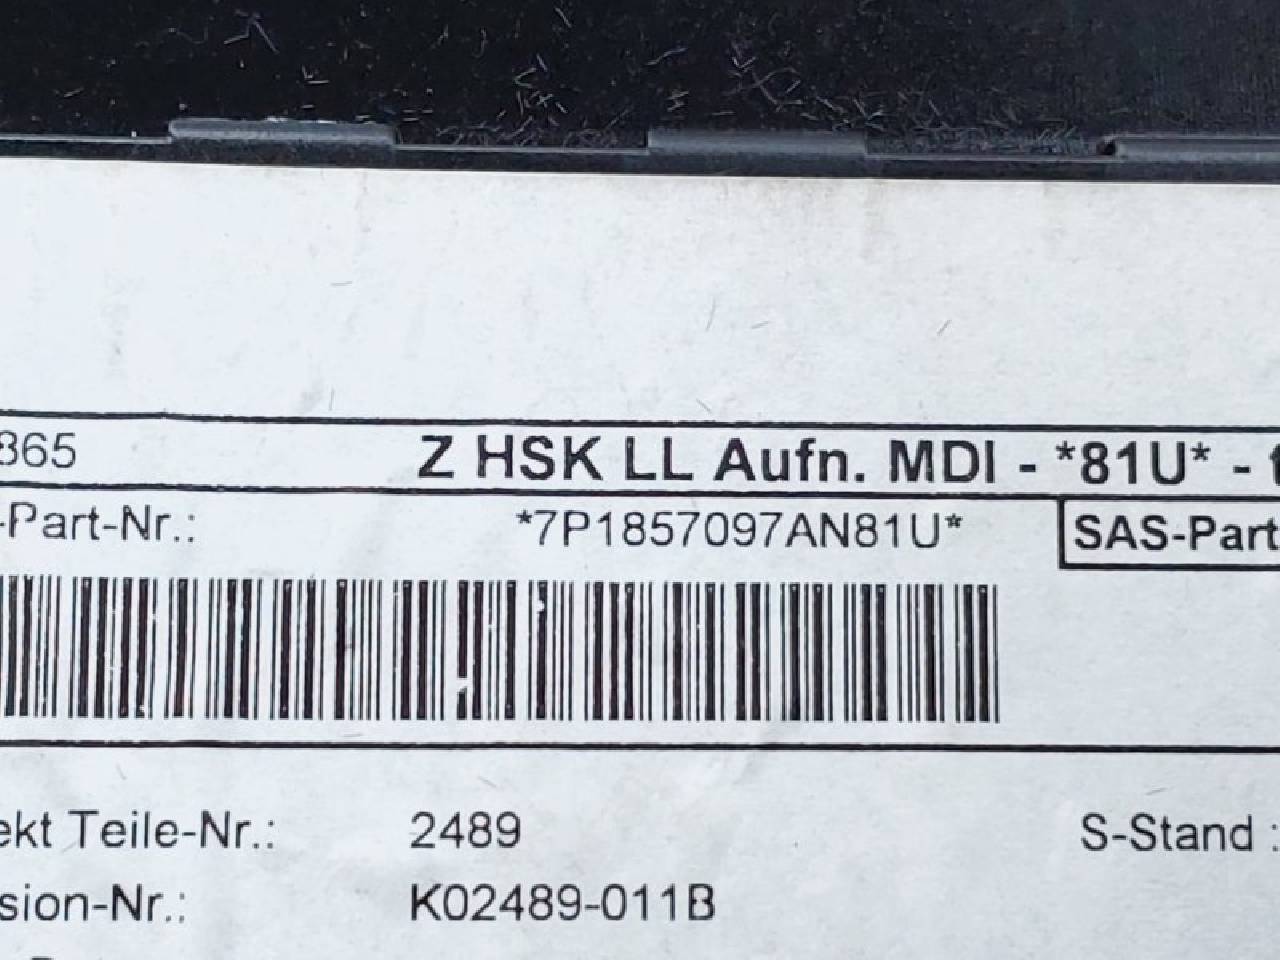 865 Z HSK LL Aufn. MDI - *81U* -
-Part-Nr.: *7P1857097AN81U* SAS-Part
ekt Teile-Nr.: 2489 S-Stand :
sion-Nr.: K02489-011B